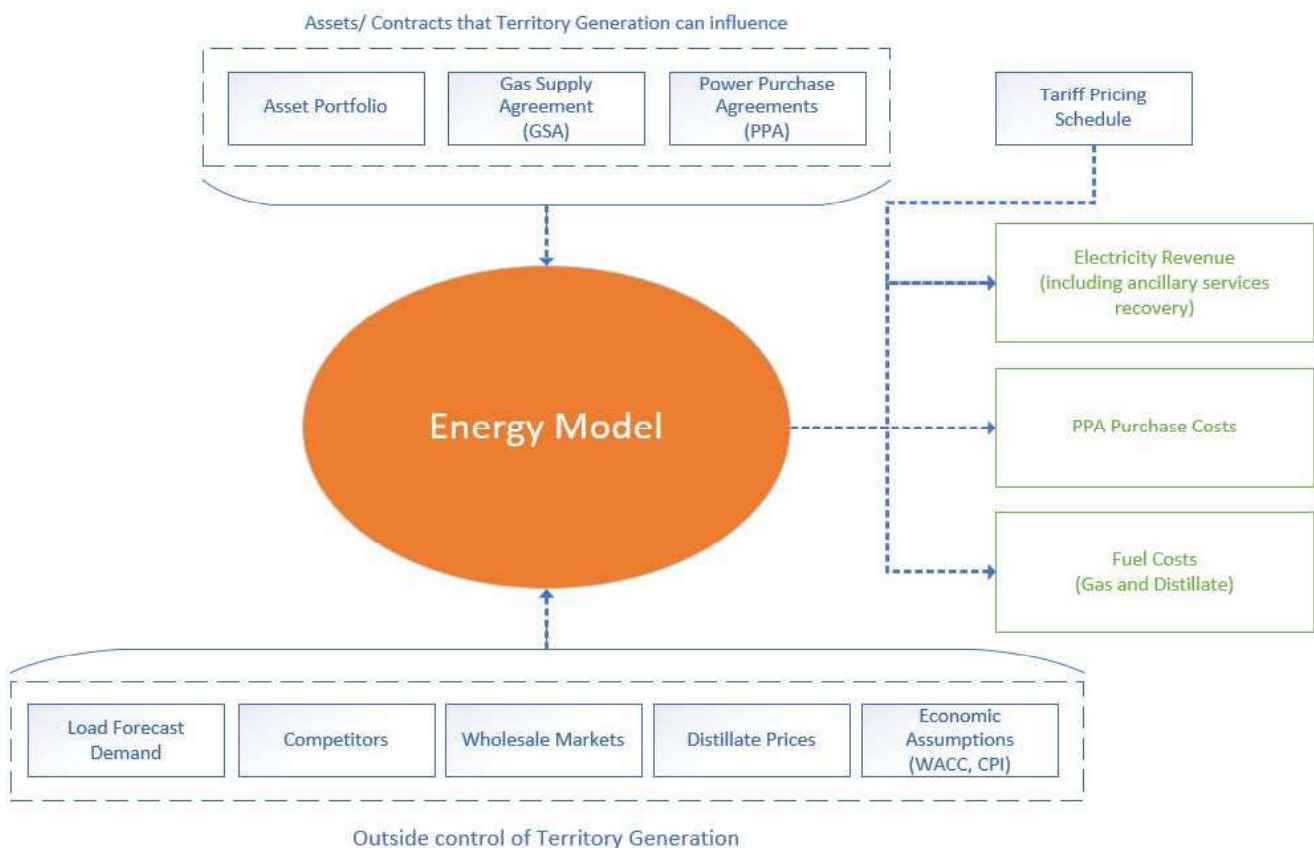 Assets/ Contracts that Territory Generation can influence
Asset Portfolio
Gas Supply
Agreement
(GSA)
Power Purchase
Agreements
(PPA)
Tariff Pricing
Schedule
Electricity Revenue
(including ancillary services
recovery)
Energy Model
PPA Purchase Costs
Fuel Costs
(Gas and Distillate)
Load Forecast
Demand
Competitors
Wholesale Markets
Distillate Prices
Economic
Assumptions
(WACC, CPI)
Outside control of Territory Generation